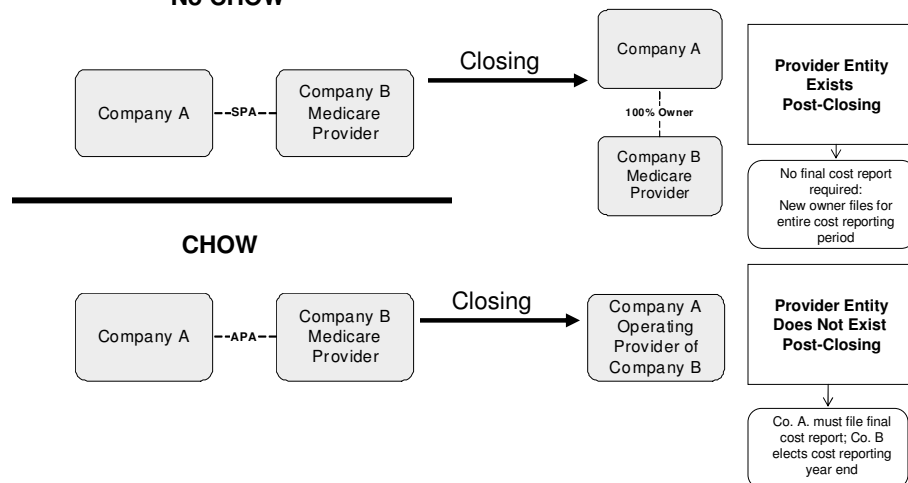 No CHOW
Company A
SPA
Company B
Medicare
Provider
Closing
Company A
100% Owner
Company B
Medicare
Provider
Provider Entity
Exists
Post-Closing
No final cost report
required:
New owner files for
entire cost reporting
period
CHOW
Company A
APA
Company B
Medicare
Provider
Closing
Company A
Operating
Provider of
Company B
Provider Entity
Does Not Exist
Post-Closing
Co. A. must file final
cost report; Co. B
elects cost reporting
year end